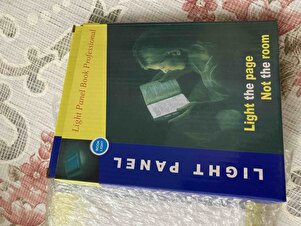 Light Panel Book Professional
Light the page
Not the room
LIGHT PANEL